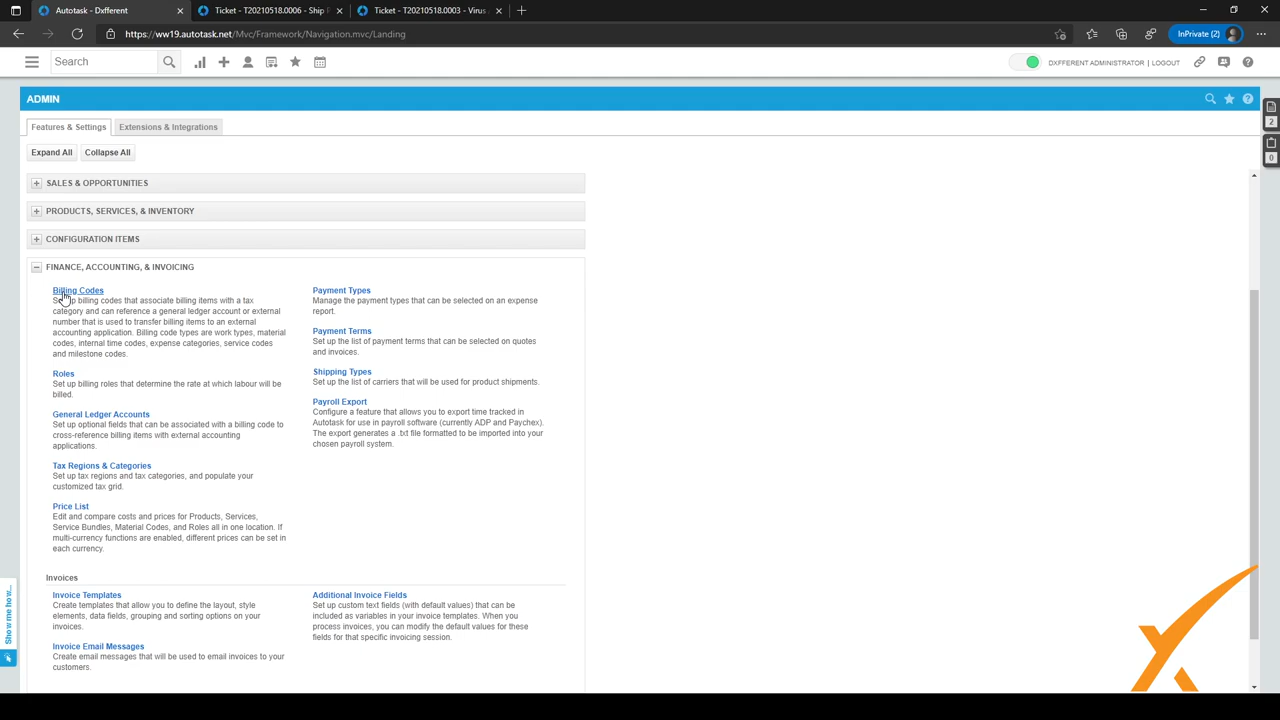 Autotask - Dxfferent
Ticket - T20210518.0006 - Ship P
Ticket - T20210518.0003 - Virus
https://ww19.autotask.net/Mvc/Framework/Navigation.mvc/Landing
InPrivate (2)
Search
DXFFERENT ADMINISTRATOR | LOGOUT
ADMIN
Features & Settings
Extensions & Integrations
2
0
Expand All
Collapse All
SALES & OPPORTUNITIES
PRODUCTS, SERVICES, & INVENTORY
CONFIGURATION ITEMS
FINANCE, ACCOUNTING, & INVOICING
Billing Codes
billing codes that associate billing items with a tax
category and can reference a general ledger account or external
number that is used to transfer billing items to an external
accounting application. Billing code types are work types, material
codes, internal time codes, expense categories, service codes
and milestone codes.
Roles
Set up billing roles that determine the rate at which labour will be
billed.
General Ledger Accounts
Set up optional fields that can be associated with a billing code to
cross-reference billing items with external accounting
applications.
Tax Regions & Categories
Set up tax regions and tax categories, and populate your
customized tax grid.
Price List
Edit and compare costs and prices for Products, Services,
Service Bundles, Material Codes, and Roles all in one location. If
multi-currency functions are enabled, different prices can be set in
each currency.
Payment Types
Manage the payment types that can be selected on an expense
report.
Payment Terms
Set up the list of payment terms that can be selected on quotes
and invoices.
Shipping Types
Set up the list of carriers that will be used for product shipments.
Payroll Export
Configure a feature that allows you to export time tracked in
Autotask for use in payroll software (currently ADP and Paychex).
The export generates a .txt file formatted to be imported into your
chosen payroll system.
Invoices
Invoice Templates
Create templates that allow you to define the layout, style
elements, data fields, grouping and sorting options on your
invoices.
Invoice Email Messages
Create email messages that will be used to email invoices to your
customers.
Additional Invoice Fields
Set up custom text fields (with default values) that can be
included as variables in your invoice templates. When you
process invoices, you can modify the default values for these
fields for that specific invoicing session.
Show me how...